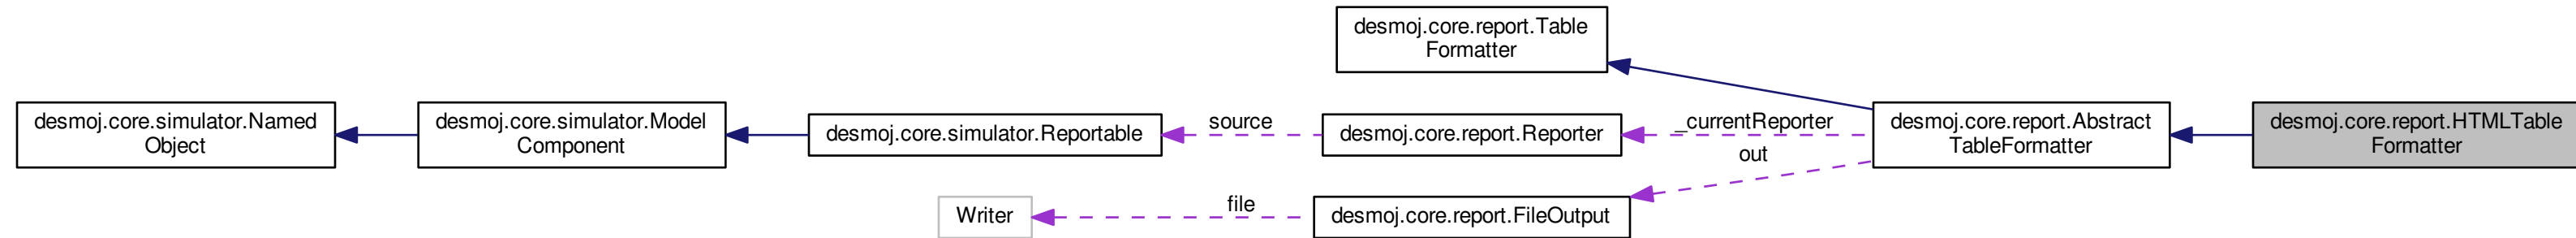 desmoj.core.report.Table
Formatter
desmoj.core.simulator.Named
Object
desmoj.core.simulator.Model
Component
desmoj.core.simulator.Reportable
source
desmoj.core.report.Reporter
_currentReporter
desmoj.core.report.Abstract
TableFormatter
desmoj.core.report.HTMLTable
Formatter
out
Writer
file
desmoj.core.report.FileOutput